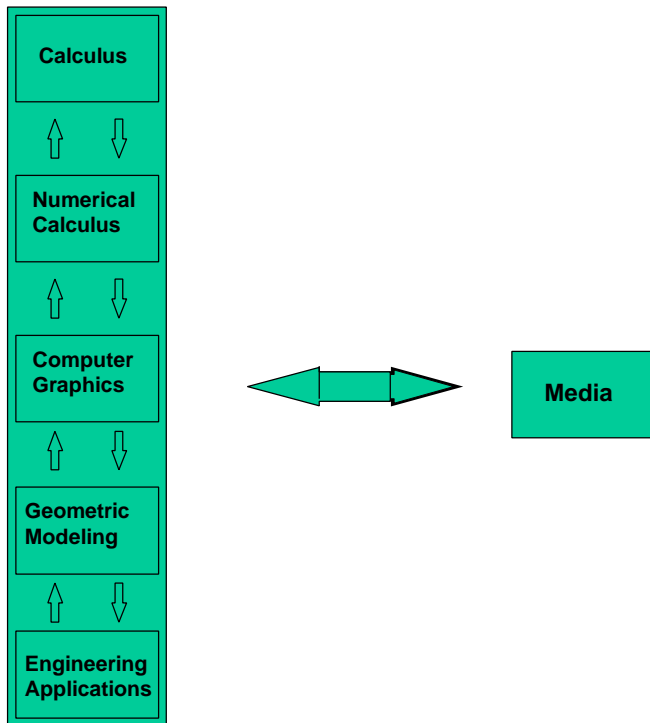 Calculus
Numerical
Calculus
Computer
Graphics
Media
Geometric
Modeling
Engineering
Applications